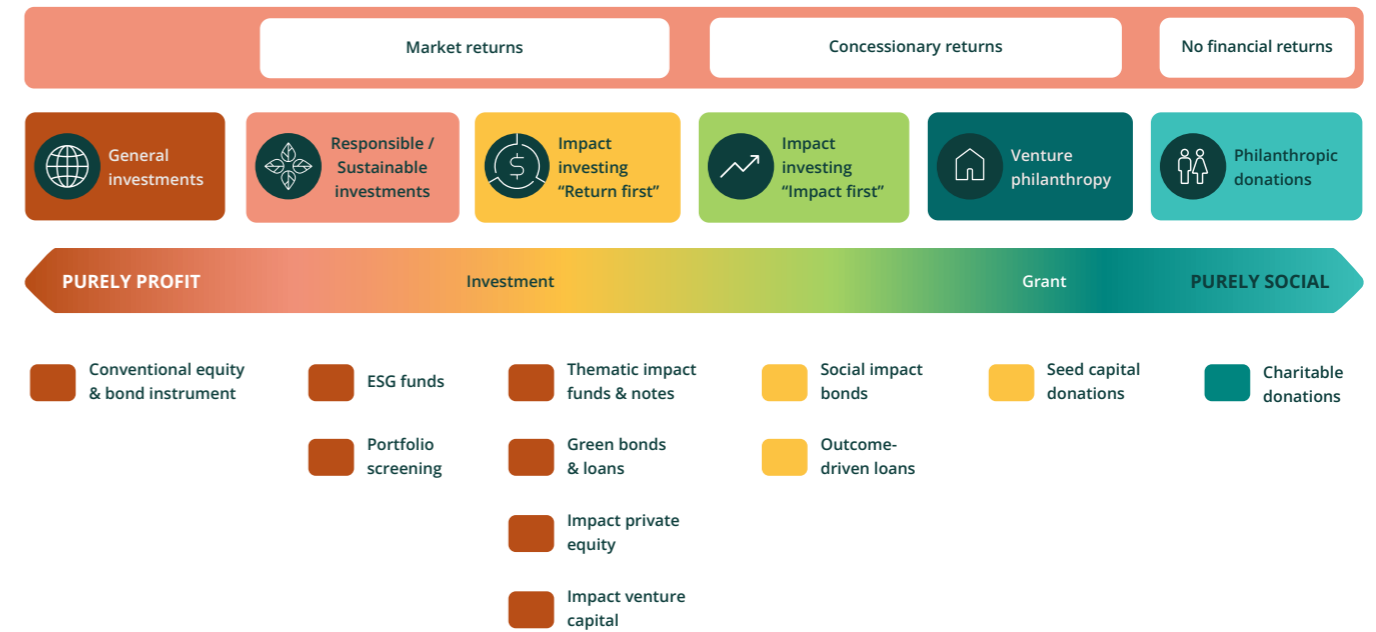 Market returns
Concessionary returns
No financial returns
General
investments
Responsible /
Sustainable
investments
Impact
investing
“Return first”
Impact
investing
“Impact first”
Venture
philanthropy
Philanthropic
donations
PURELY PROFIT
Investment
Grant
PURELY SOCIAL
Conventional equity
& bond instrument
ESG funds
Portfolio
screening
Thematic impact
funds & notes
Green bonds
& loans
Impact private
equity
Impact venture
capital
Social impact
bonds
Outcome-
driven loans
Seed capital
donations
Charitable
donations